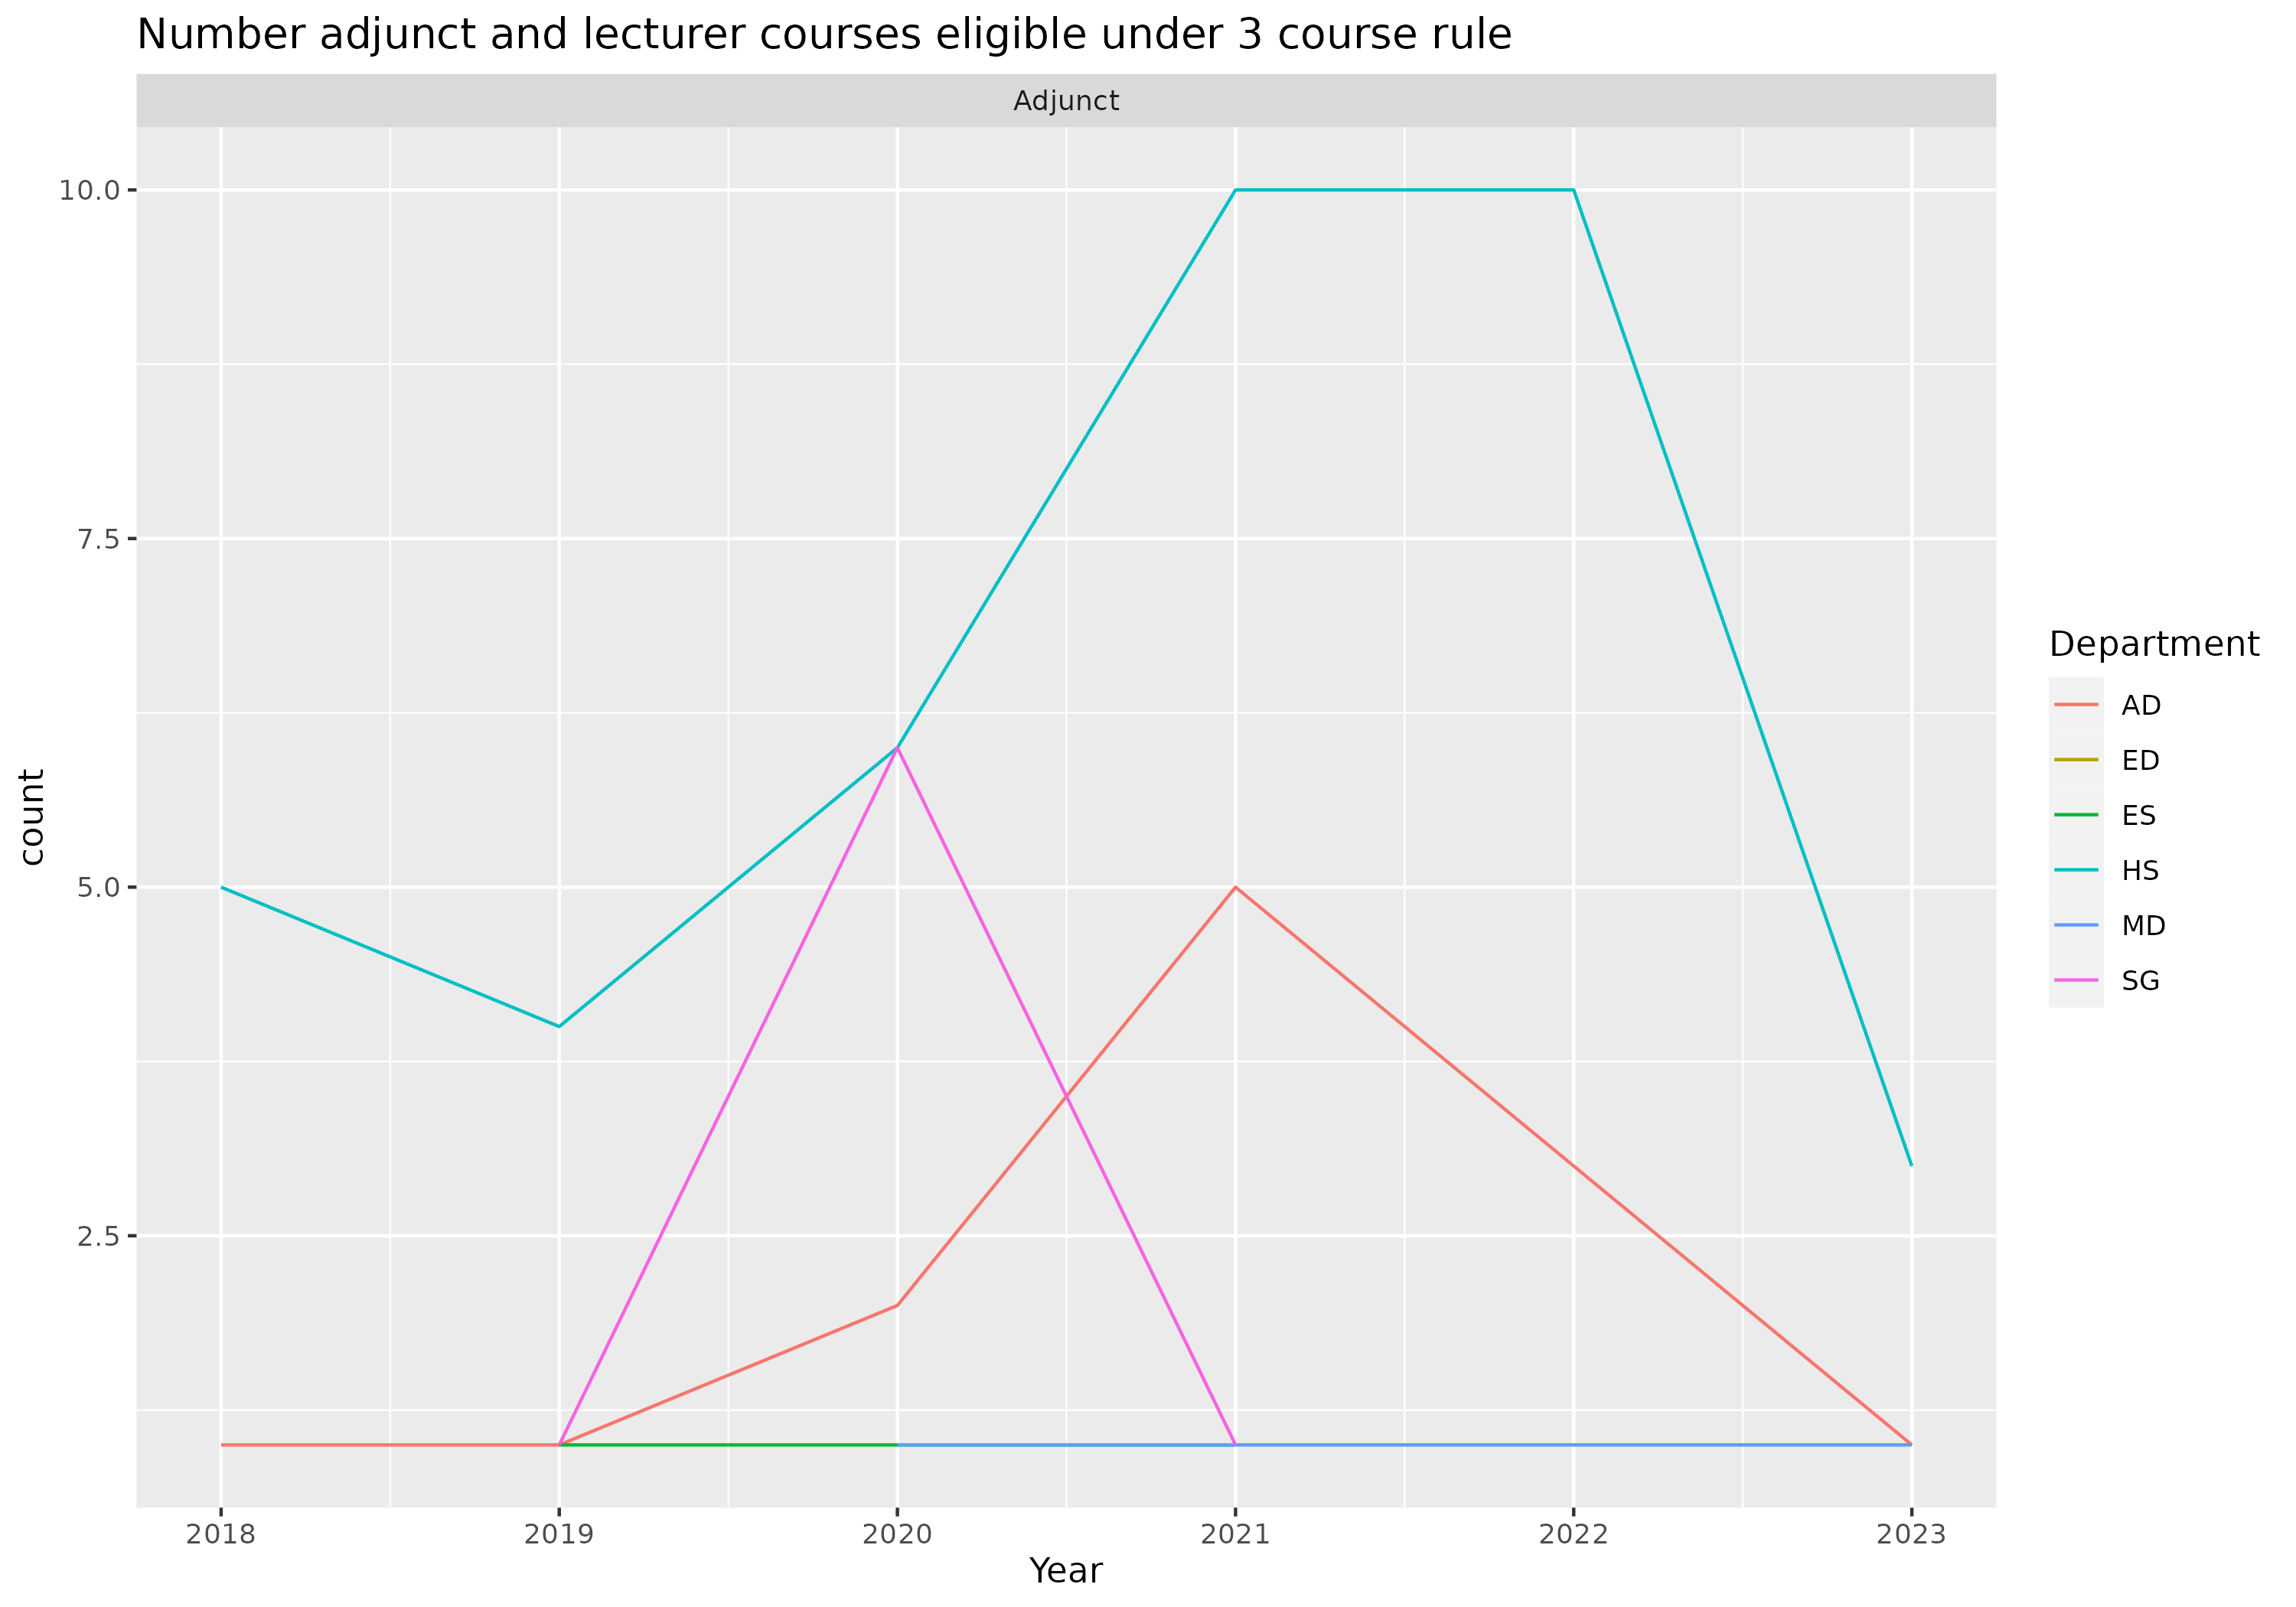 Number adjunct and lecturer courses eligible under 3 course rule
Adjunct
10.0
7.5
5.0
2.5
count
2018 2019 2020 2021 2022 2023
Year
Department
AD
ED
ES
HS
MD
SG